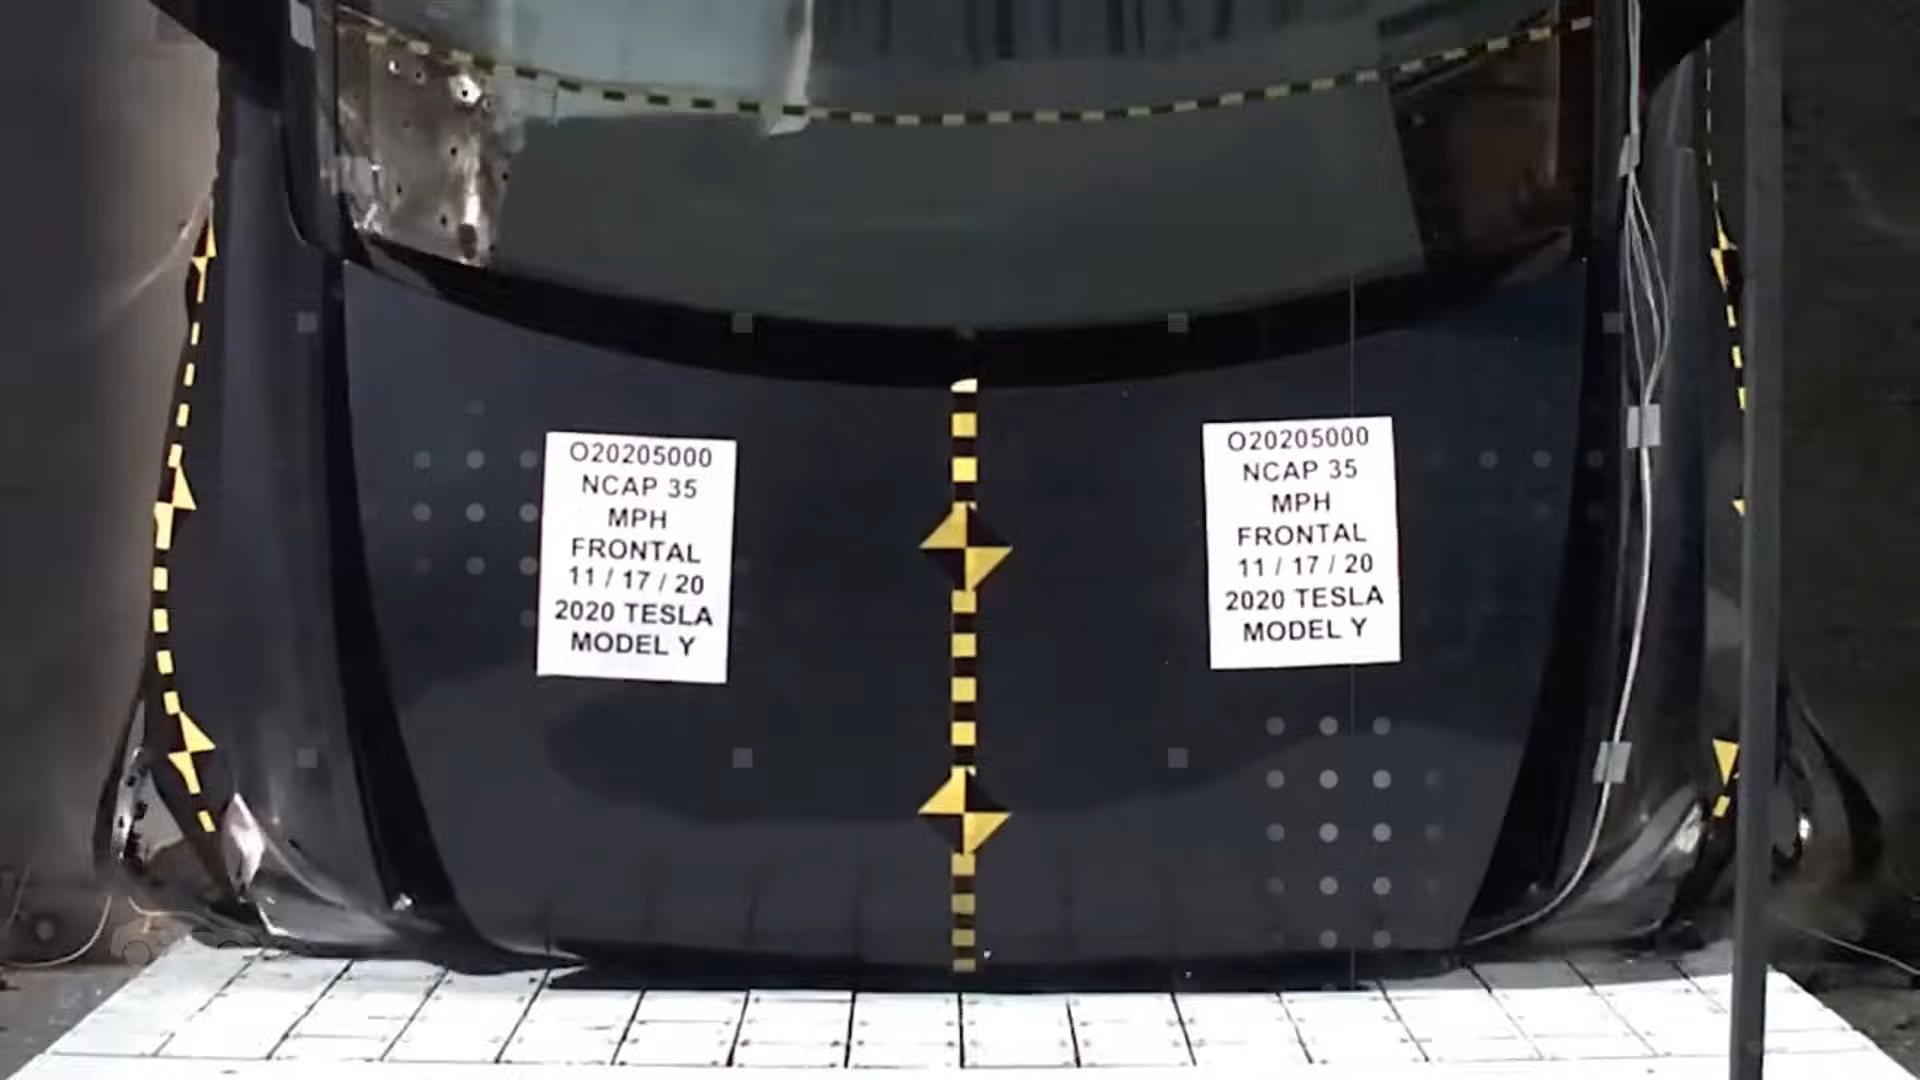 O20205000
NCAP 35
MPH
FRONTAL
11 / 17 / 20
2020 TESLA
MODEL Y
O20205000
NCAP 35
MPH
FRONTAL
11 / 17 / 20
2020 TESLA
MODEL Y